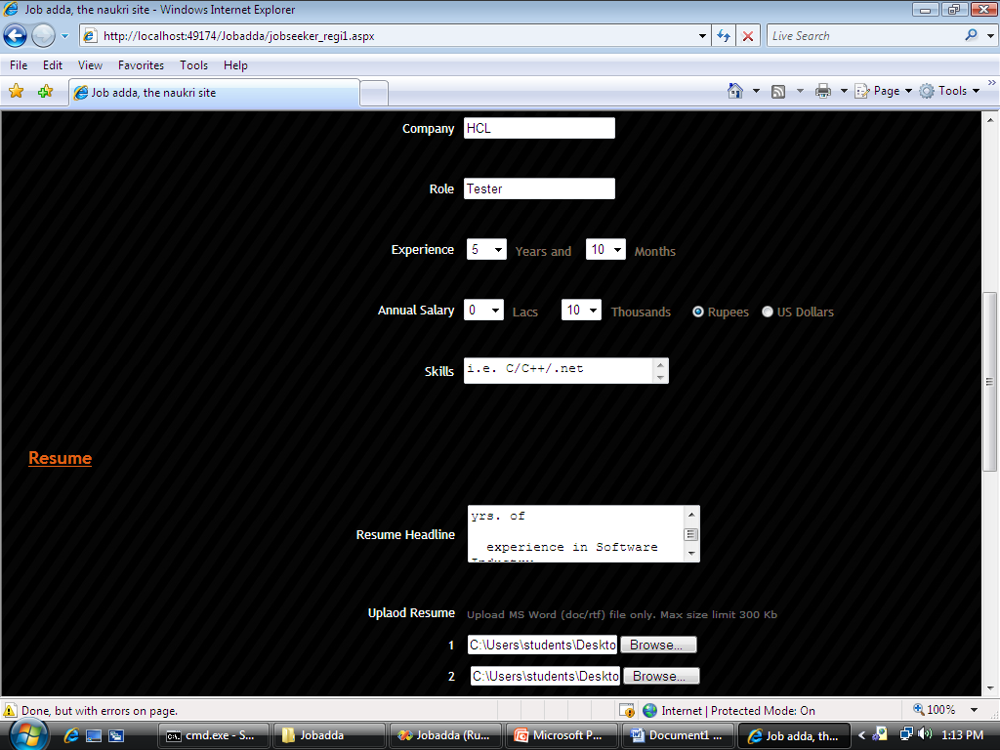 Job adda, the naukri site - Windows Internet Explorer
http://localhost:49174/Jobadda/jobseeker_regi1.aspx
Live Search
File Edit View Favorites Tools Help
Job adda, the naukri site
Page Tools
Company HCL
Role Tester
Experience 5 Years and 10 Months
Annual Salary 0 Lacs 10 Thousands Rupees US Dollars
Skills i.e. C/C++/.net
Resume
yrs. of
Resume Headline
experience in Software
Industry
Uplaod Resume Upload MS Word (doc/rtf) file only. Max size limit 300 Kb
1 C:\Users\students\Deskto Browse...
2 C:\Users\students\Deskto Browse...
Done, but with errors on page. Internet | Protected Mode: On 100%
cmd.exe - S... Jobadda Jobadda (Ru... Microsoft P... Document1 ... Job adda, th... 1:13 PM